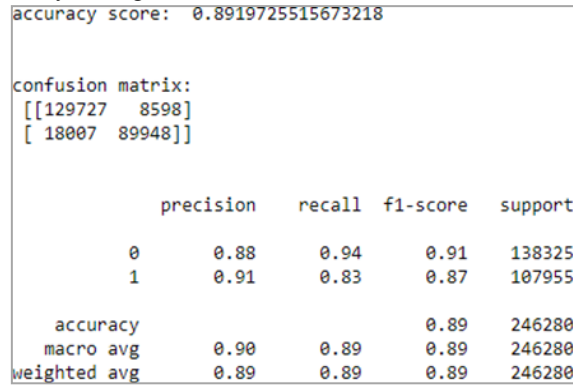 accuracy score: 0.8919725515673218
confusion matrix:
[[129727 8598]
[ 18007 89948]]
precision recall f1-score support
0 0.88 0.94 0.91 138325
1 0.91 0.83 0.87 107955
accuracy 0.89 246280
macro avg 0.90 0.89 0.89 246280
weighted avg 0.89 0.89 0.89 246280